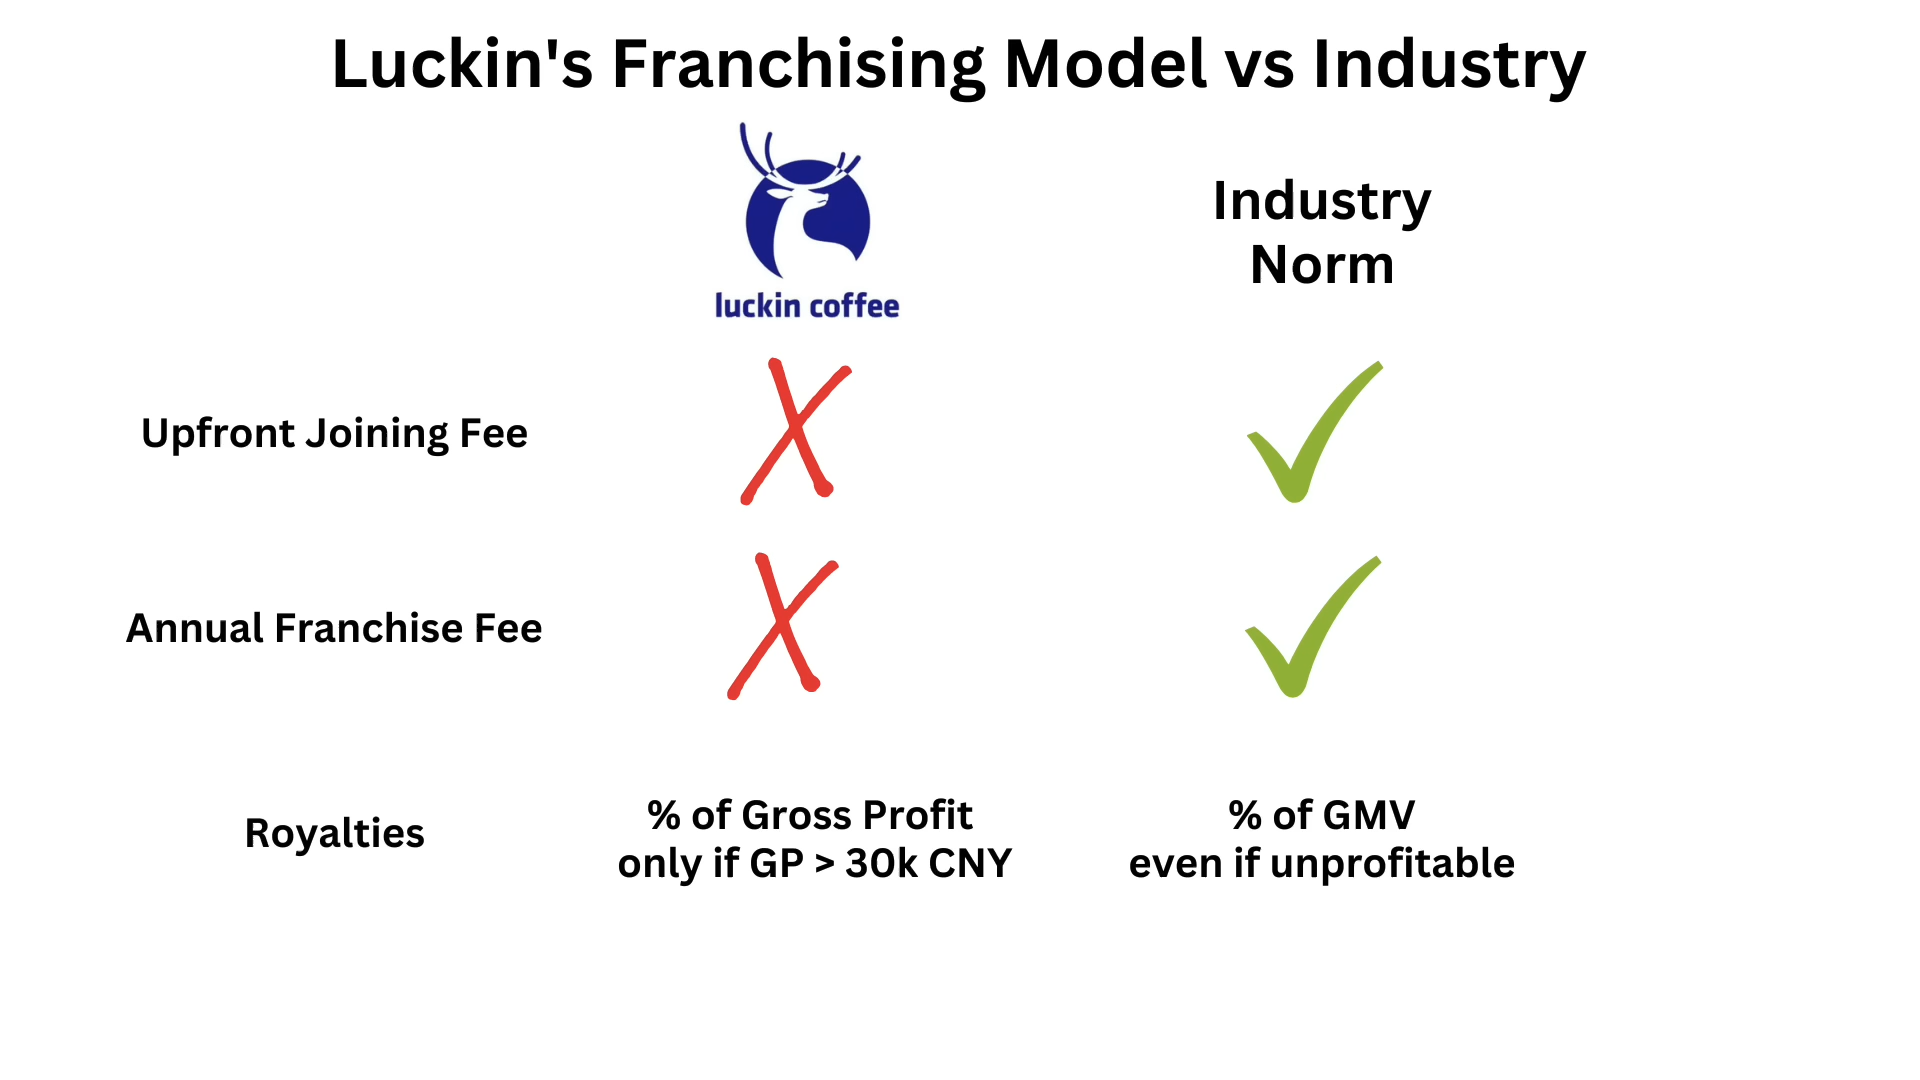 Luckin's Franchising Model vs Industry
luckin coffee
Industry
Norm
Upfront Joining Fee
Annual Franchise Fee
Royalties
% of Gross Profit
only if GP > 30k CNY
% of GMV
even if unprofitable